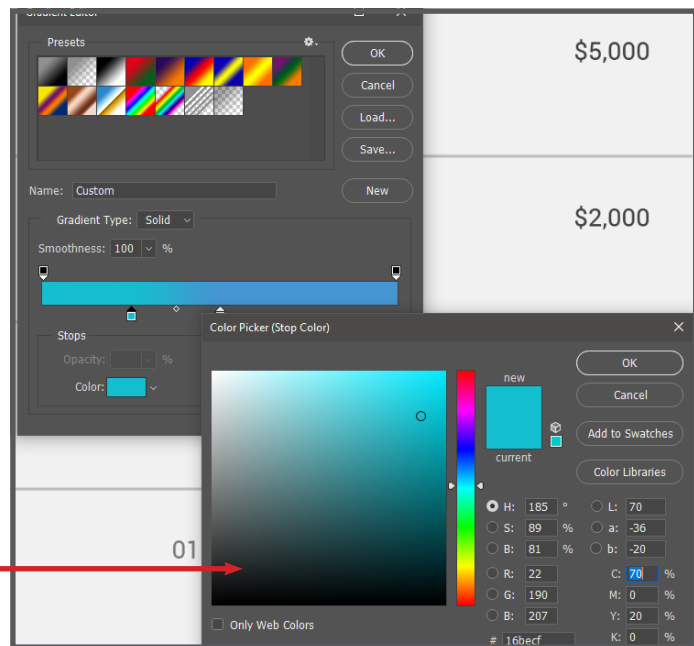 Gradient Editor
Presets
OK
Cancel
Load...
Save...
Name: Custom
New
Gradient Type: Solid
Smoothness: 100 %
Stops
Opacity: %
Color:
$5,000
$2,000
01
Color Picker (Stop Color)
new
current
OK
Cancel
Add to Swatches
Color Libraries
H: 185 °
S: 89 %
B: 81 %
R: 22
G: 190
B: 207
# 16becf
L: 70
a: -36
b: -20
C: 70 %
M: 0 %
Y: 20 %
K: 0 %
Only Web Colors